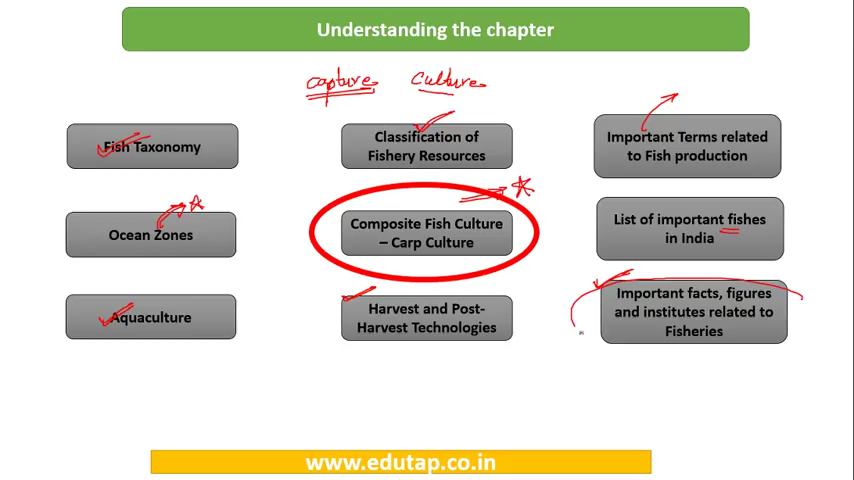 Understanding the chapter
capture culture
Fish Taxonomy
Classification of
Fishery Resources
Important Terms related
to Fish production
Ocean Zones
Composite Fish Culture
– Carp Culture
List of important fishes
in India
Aquaculture
Harvest and Post-
Harvest Technologies
Important facts, figures
and institutes related to
Fisheries
www.edutap.co.in